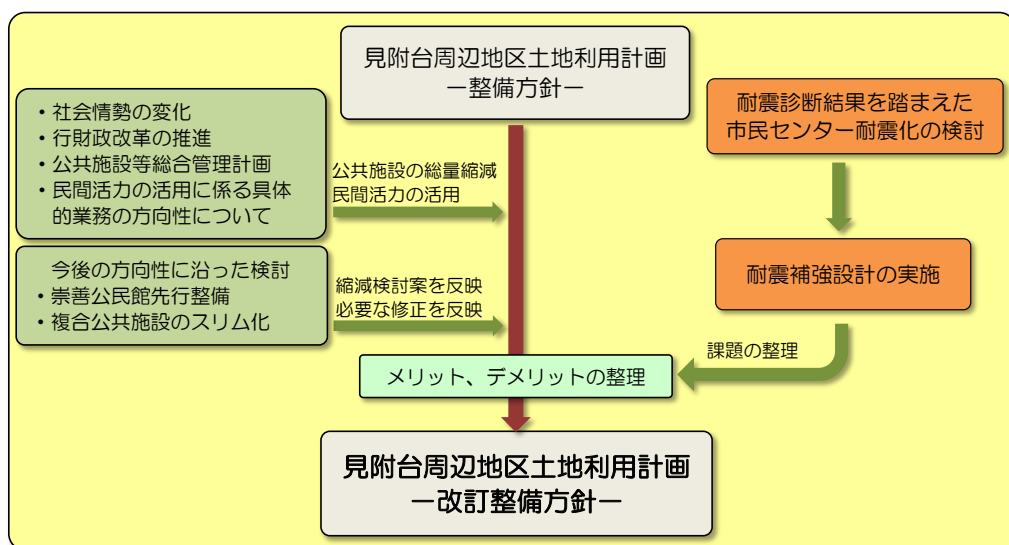 見附台周辺地区土地利用計画
ー整備方針ー
・社会情勢の変化
・行財政改革の推進
・公共施設等総合管理計画
・民間活力の活用に係る具体
的業務の方向性について
公共施設の総量縮減
民間活力の活用
今後の方向性に沿った検討
・崇善公民館先行整備
・複合公共施設のスリム化
縮減検討案を反映
必要な修正を反映
耐震診断結果を踏まえた
市民センター耐震化の検討
耐震補強設計の実施
課題の整理
メリット、デメリットの整理
見附台周辺地区土地利用計画
ー改訂整備方針ー